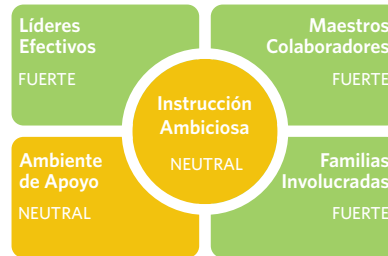 Líderes
Efectivos
FUERTE
Maestros
Colaboradores
FUERTE
Instrucción
Ambiciosa
NEUTRAL
Ambiente
de Apoyo
NEUTRAL
Familias
Involucradas
FUERTE